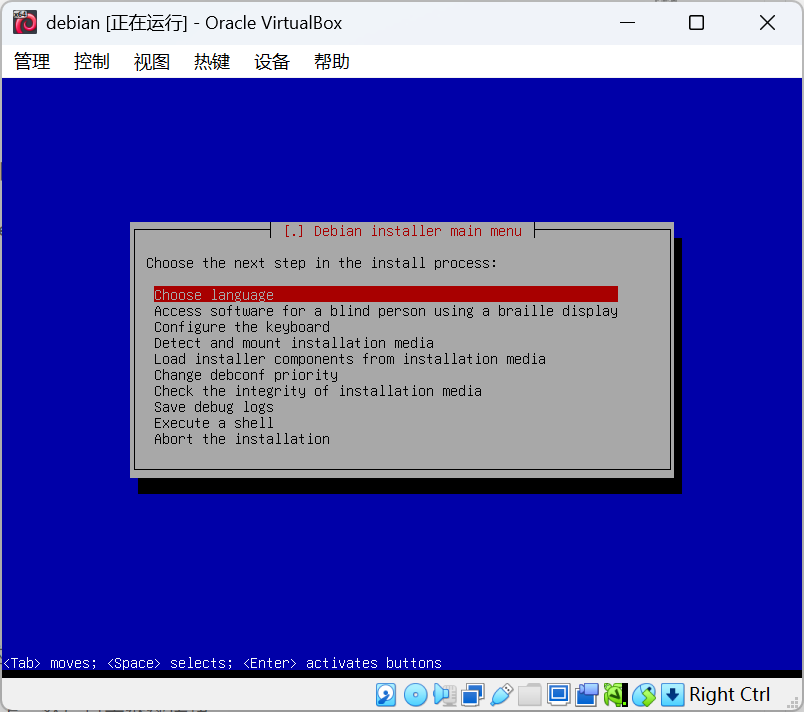 debian [正在运行] - Oracle VirtualBox
管理 控制 视图 热键 设备 帮助
[.] Debian installer main menu
Choose the next step in the install process:
Choose language
Access software for a blind person using a braille display
Configure the keyboard
Detect and mount installation media
Load installer components from installation media
Change debconf priority
Check the integrity of installation media
Save debug logs
Execute a shell
Abort the installation
<Tab> moves; <Space> selects; <Enter> activates buttons
Right Ctrl